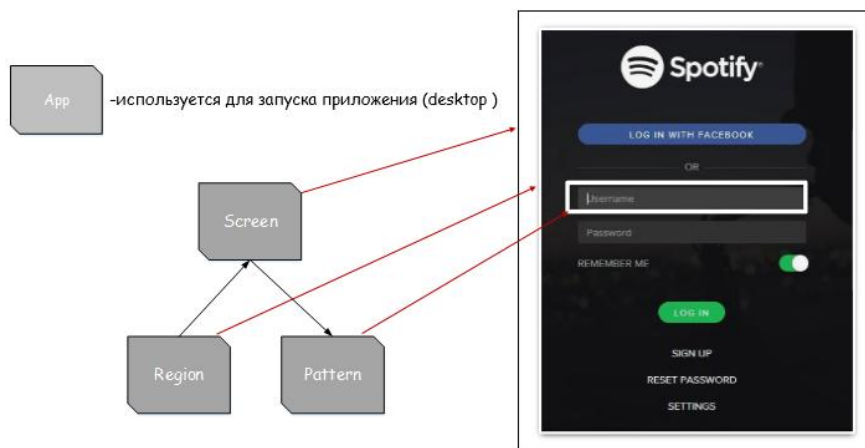 App
-используется для запуска приложения (desktop )
Screen
Region
Pattern
Spotify
LOG IN WITH FACEBOOK
OR
Username
Password
REMEMBER ME
LOG IN
SIGN UP
RESET PASSWORD
SETTINGS